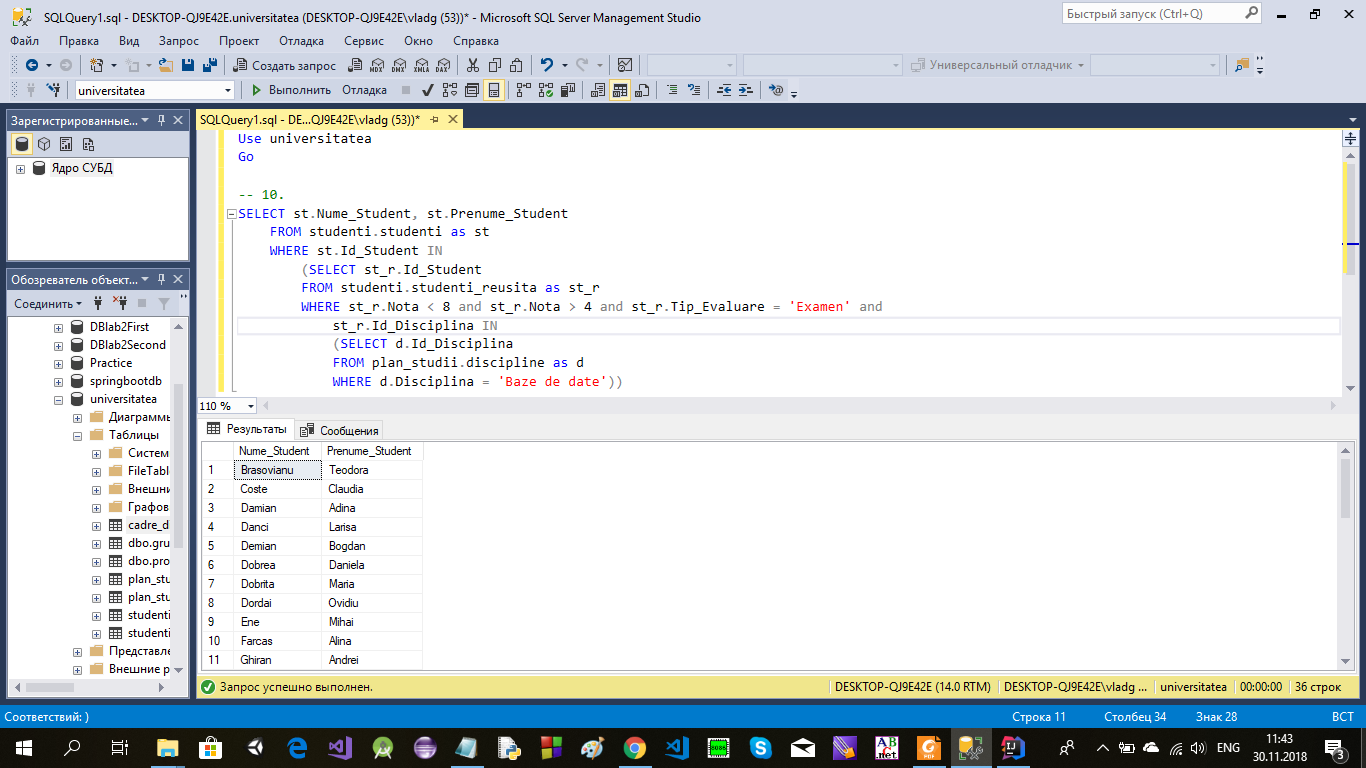 SQLQuery1.sql - DESKTOP-QJ9E42E.universitatea (DESKTOP-QJ9E42E\vladg (53))* - Microsoft SQL Server Management Studio
Быстрый запуск (Ctrl+Q)
Файл Правка Вид Запрос Проект Отладка Сервис Окно Справка
Создать запрос MDX DMX XMLA DAX Универсальный отладчик
universitatea Выполнить Отладка
Зарегистрированные...
SQLQuery1.sql - DE...QJ9E42E\vladg (53))*
Ядро СУБД
Use universitatea
Go
-- 10.
SELECT st.Nume_Student, st.Prenume_Student
FROM studenti.studenti as st
WHERE st.Id_Student IN
(SELECT st_r.Id_Student
FROM studenti.studenti_reusita as st_r
WHERE st_r.Nota < 8 and st_r.Nota > 4 and st_r.Tip_Evaluare = 'Examen' and
st_r.Id_Disciplina IN
(SELECT d.Id_Disciplina
FROM plan_studii.discipline as d
WHERE d.Disciplina = 'Baze de date'))
110 %
Обозреватель объект...
Соединить
DBlab2First
DBlab2Second
Practice
springbootdb
universitatea
Диаграммы
Таблицы
Систем
FileTabl
Внешни
Графов
cadre_d
dbo.gru
dbo.pro
plan_stu
plan_stu
studenti
studenti
Представле
Внешние р
Результаты Сообщения
Nume_Student Prenume_Student
1 Brasovianu Teodora
2 Coste Claudia
3 Damian Adina
4 Danci Larisa
5 Demian Bogdan
6 Dobrea Daniela
7 Dobrita Maria
8 Dordai Ovidiu
9 Ene Mihai
10 Farcas Alina
11 Ghiran Andrei
Запрос успешно выполнен. DESKTOP-QJ9E42E (14.0 RTM) DESKTOP-QJ9E42E\vladg ... universitatea 00:00:00 36 строк
Соответствий: ) Строка 11 Столбец 34 Знак 28 ВСТ
ENG
11:43
30.11.2018
3